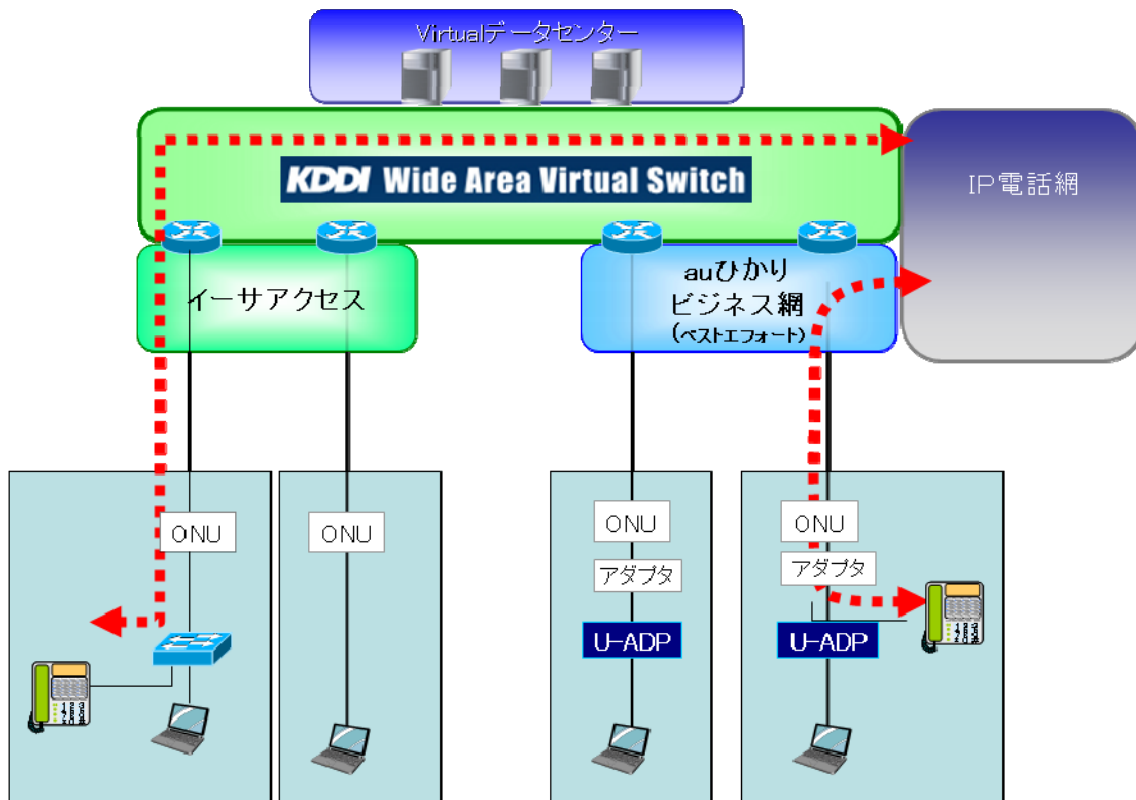 Virtualデータセンター
KDDI Wide Area Virtual Switch
IP電話網
イーサアクセス
auひかり
ビジネス網
(ベストエフォート)
ONU
ONU
ONU
ONU
アダプタ
アダプタ
U-ADP
U-ADP